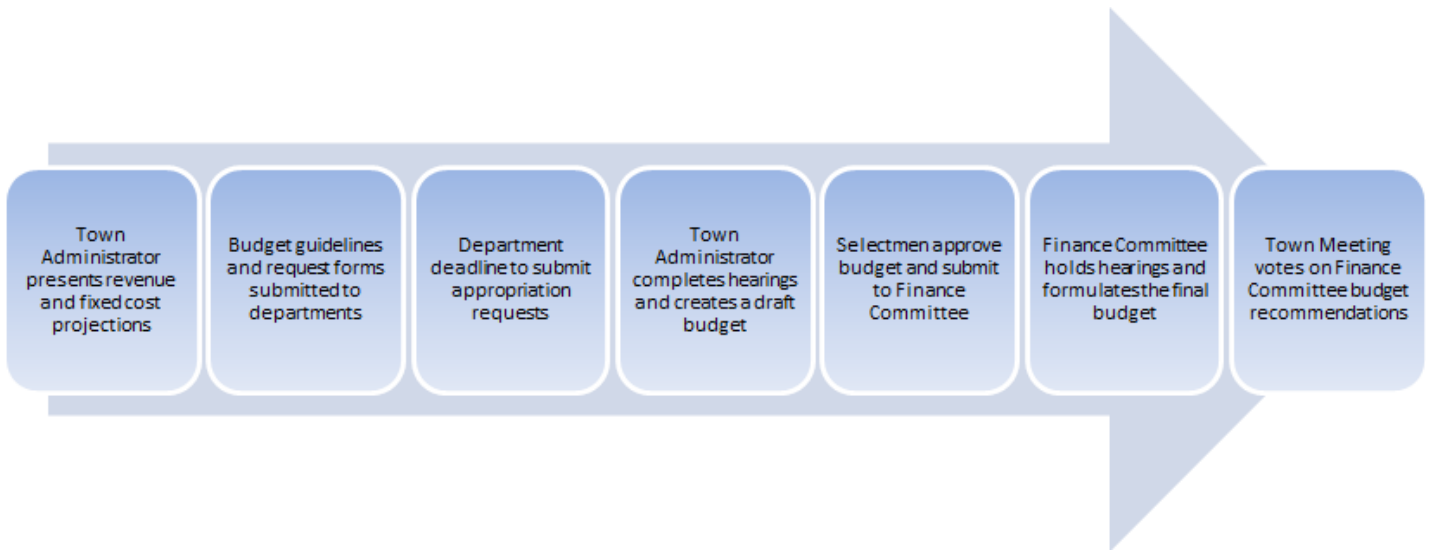 Town
Administrator
presents revenue
and fixed cost
projections
Budget guidelines
and request forms
submitted to
departments
Department
deadline to submit
appropriation
requests
Town
Administrator
completes hearings
and creates a draft
budget
Selectmen approve
budget and submit
to Finance
Committee
Finance Committee
holds hearings and
formulates the final
budget
Town Meeting
votes on Finance
Committee budget
recommendations